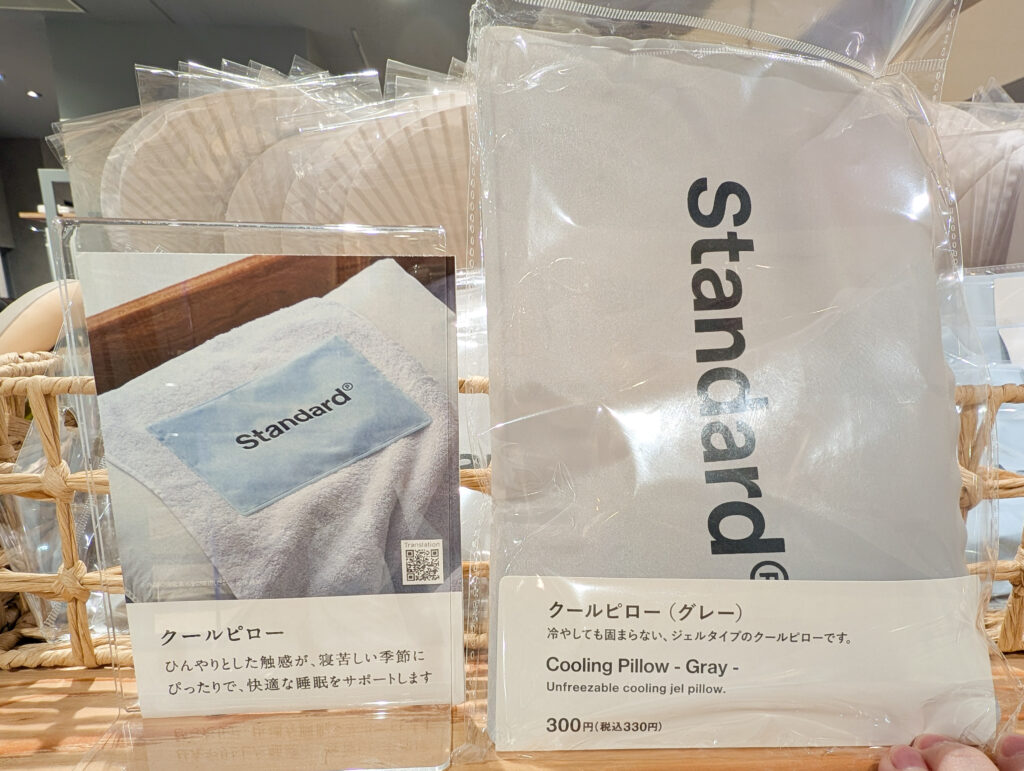 Standard®
Translation
クールピロー
ひんやりとした触感が、寝苦しい季節に
ぴったりで、快適な睡眠をサポートします
Standard®
クールピロー（グレー）
冷やしても固まらない、ジェルタイプのクールピローです。
Cooling Pillow - Gray -
Unfreezable cooling jel pillow.
300円（税込330円）